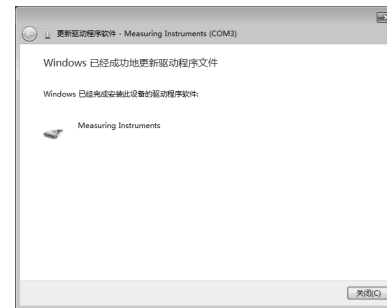 更新驱动程序软件 - Measuring Instruments (COM3)
Windows 已经成功地更新驱动程序文件
Windows 已经完成安装此设备的驱动程序软件:
Measuring Instruments
关闭(C)